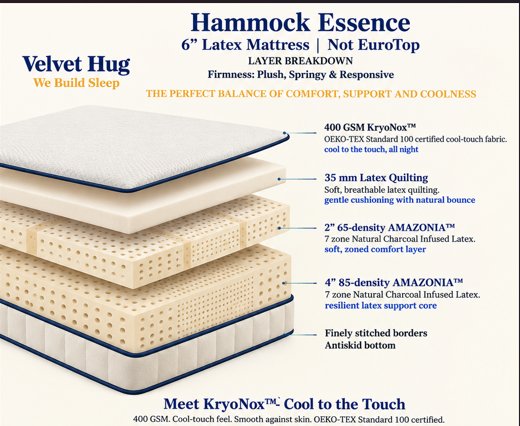 Hammock Essence
6” Latex Mattress | Not EuroTop
LAYER BREAKDOWN
Firmness: Plush, Springy & Responsive
Velvet Hug
We Build Sleep
THE PERFECT BALANCE OF COMFORT, SUPPORT AND COOLNESS
400 GSM KryoNox™
OEKO-TEX Standard 100 certified cool-touch fabric.
cool to the touch, all night
35 mm Latex Quilting
Soft, breathable latex quilting.
gentle cushioning with natural bounce
2” 65-density AMAZONIA™
7 zone Natural Charcoal Infused Latex.
soft, zoned comfort layer
4” 85-density AMAZONIA™
7 zone Natural Charcoal Infused Latex.
resilient latex support core
Finely stitched borders
Antiskid bottom
Meet KryoNox™ Cool to the Touch
400 GSM. Cool-touch feel. Smooth against skin. OEKO-TEX Standard 100 certified.